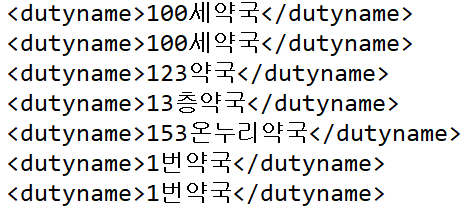 <dutyname>100세약국</dutyname>
<dutyname>100세약국</dutyname>
<dutyname>123약국</dutyname>
<dutyname>13층약국</dutyname>
<dutyname>153온누리약국</dutyname>
<dutyname>1번약국</dutyname>
<dutyname>1번약국</dutyname>